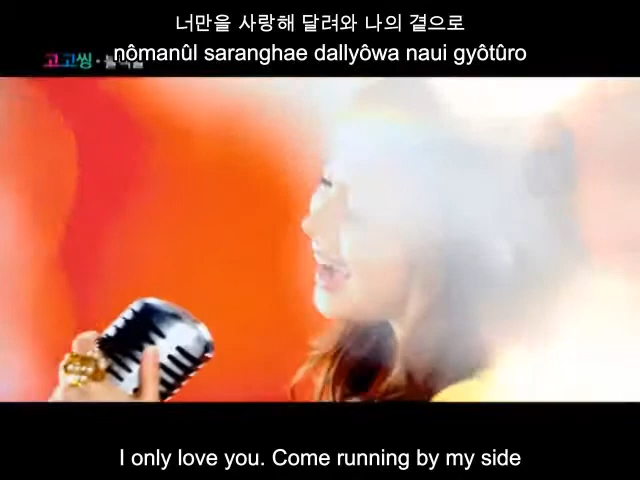 너만을 사랑해 달려와 나의 곁으로
nômanûl saranghae dallyôwa naui gyôtûro
고고씽
I only love you. Come running by my side